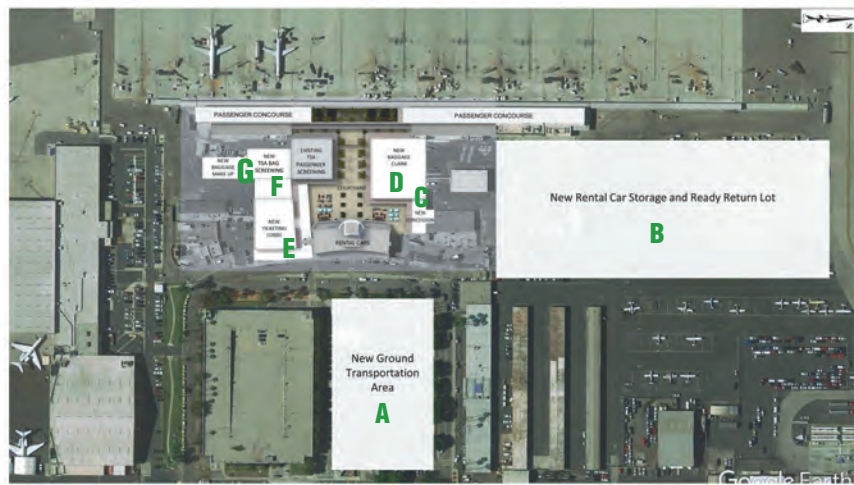 PASSENGER CONCOURSE
PASSENGER CONCOURSE
NEW
BAGGAGE
MAKE UP
G
NEW
TSA BAG
SCREENING
F
EXISTING
TSA
PASSENGER
SCREENING
NEW
BAGGAGE
CLAIM
D
COURTYARD
C
NEW
CONCESSION
NEW
TICKETING
LOBBY
E
RENTAL CARS
New Rental Car Storage and Ready Return Lot
B
New Ground
Transportation
Area
A
Google Earth